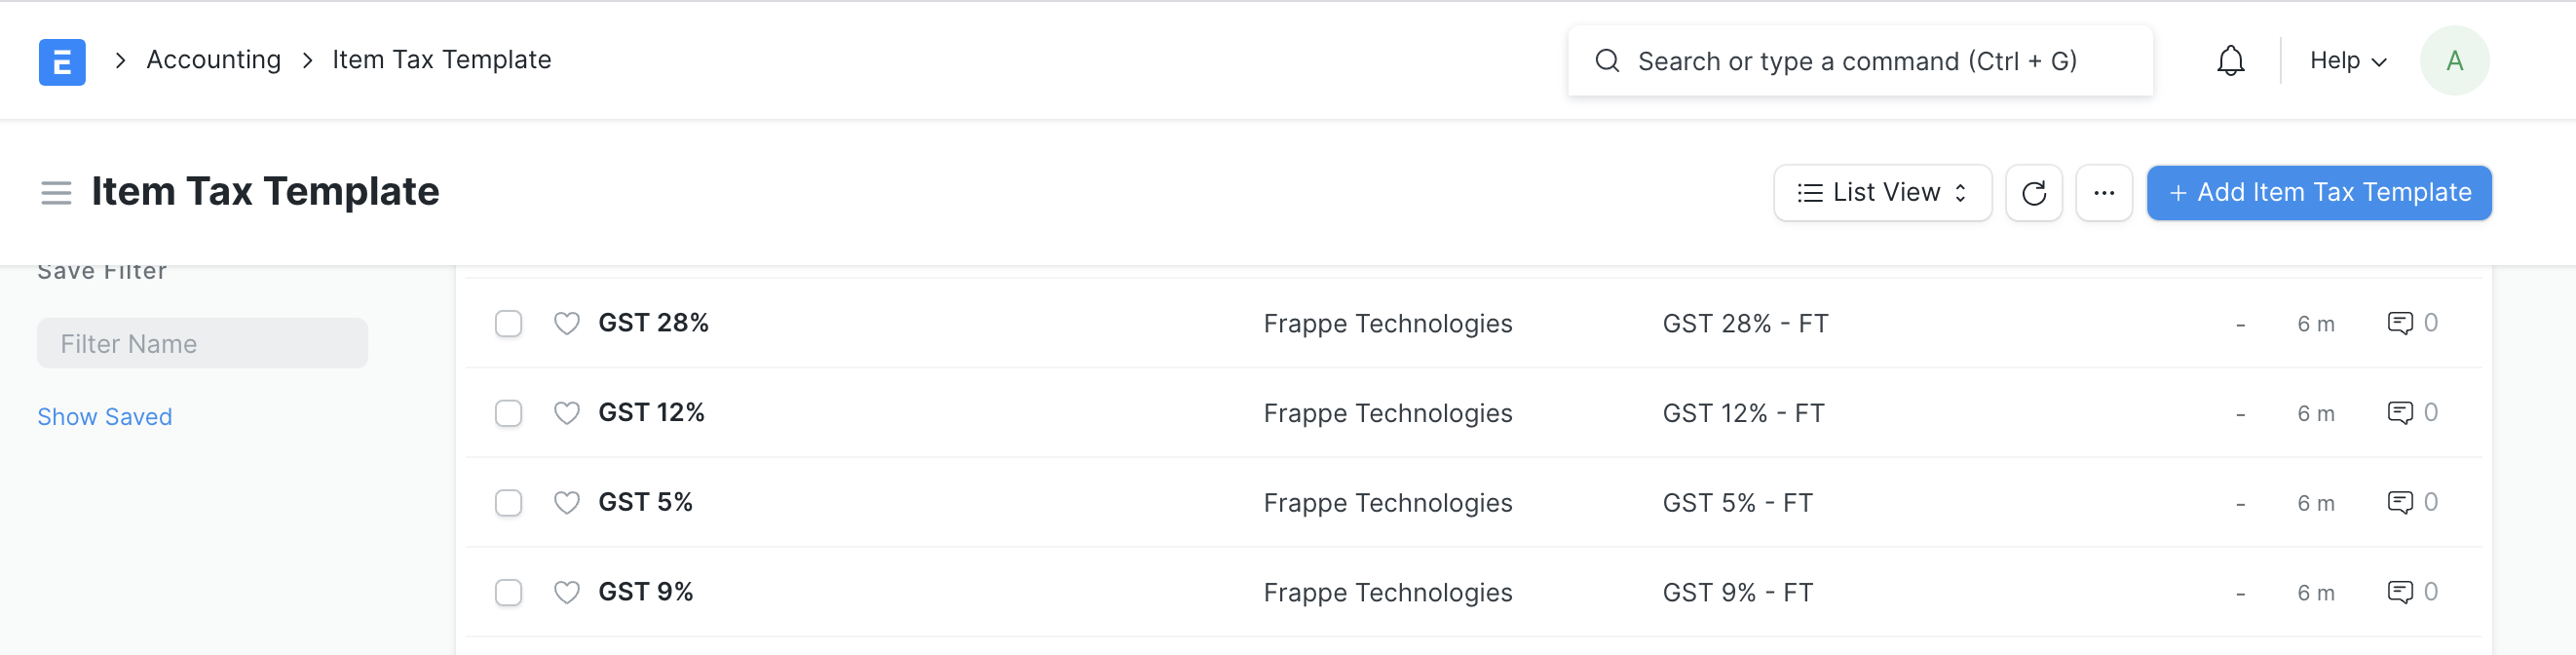 Accounting > Item Tax Template
Search or type a command (Ctrl + G)
Help
A
Item Tax Template
List View
...
+ Add Item Tax Template
Save Filter
Filter Name
Show Saved
GST 28% Frappe Technologies GST 28% - FT - 6 m 0
GST 12% Frappe Technologies GST 12% - FT - 6 m 0
GST 5% Frappe Technologies GST 5% - FT - 6 m 0
GST 9% Frappe Technologies GST 9% - FT - 6 m 0